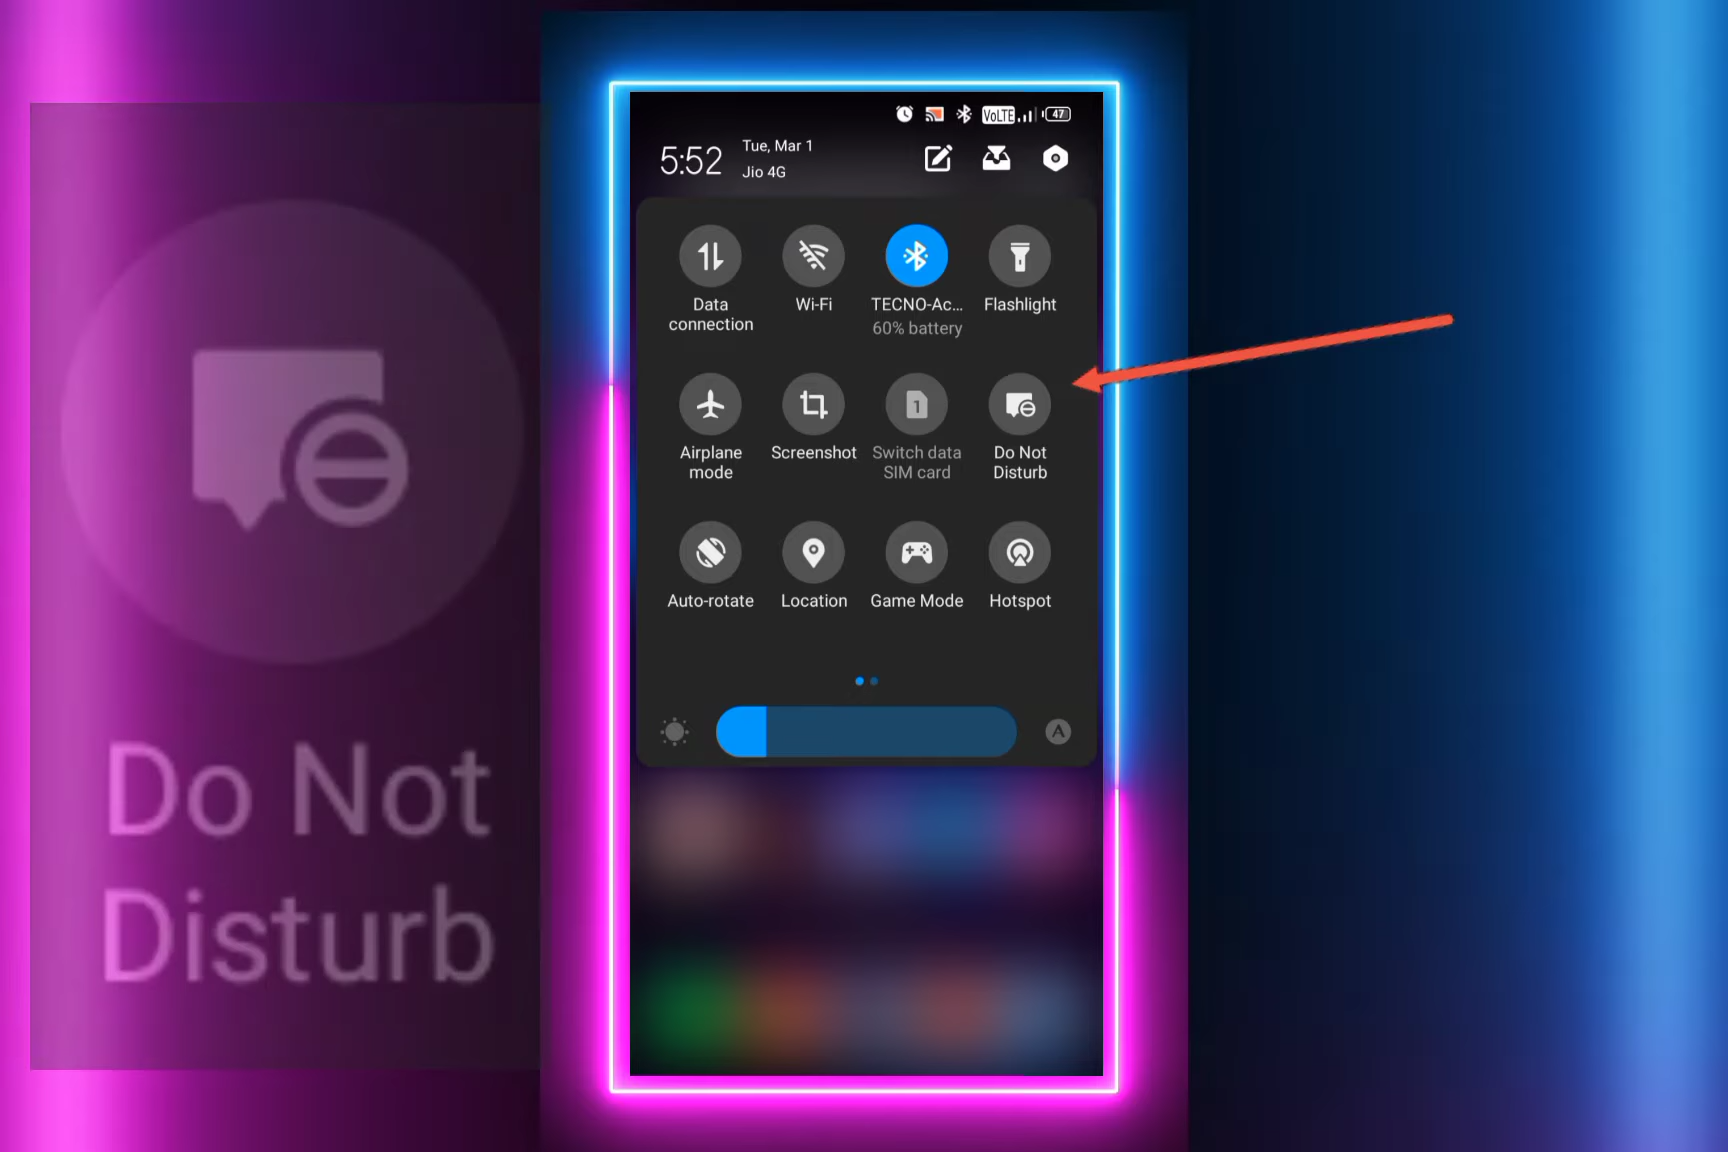 VoLTE 47
5:52
Tue, Mar 1
Jio 4G
Data
connection
Wi-Fi
TECNO-Ac...
60% battery
Flashlight
Airplane
mode
Screenshot
1
Switch data
SIM card
Do Not
Disturb
Auto-rotate
Location
Game Mode
Hotspot
A
Do Not
Disturb